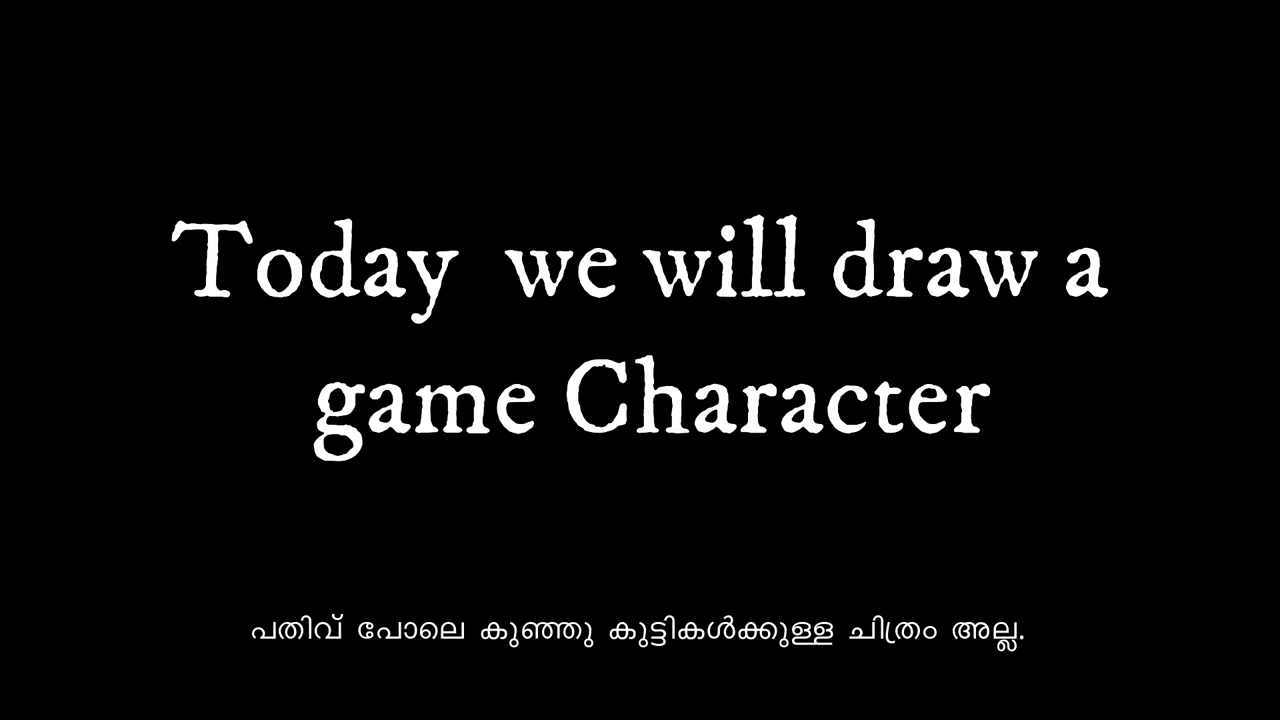 Today we will draw a
game Character
പതിവ് പോലെ കുഞ്ഞു കുട്ടികൾക്കുള്ള ചിത്രം അല്ല.